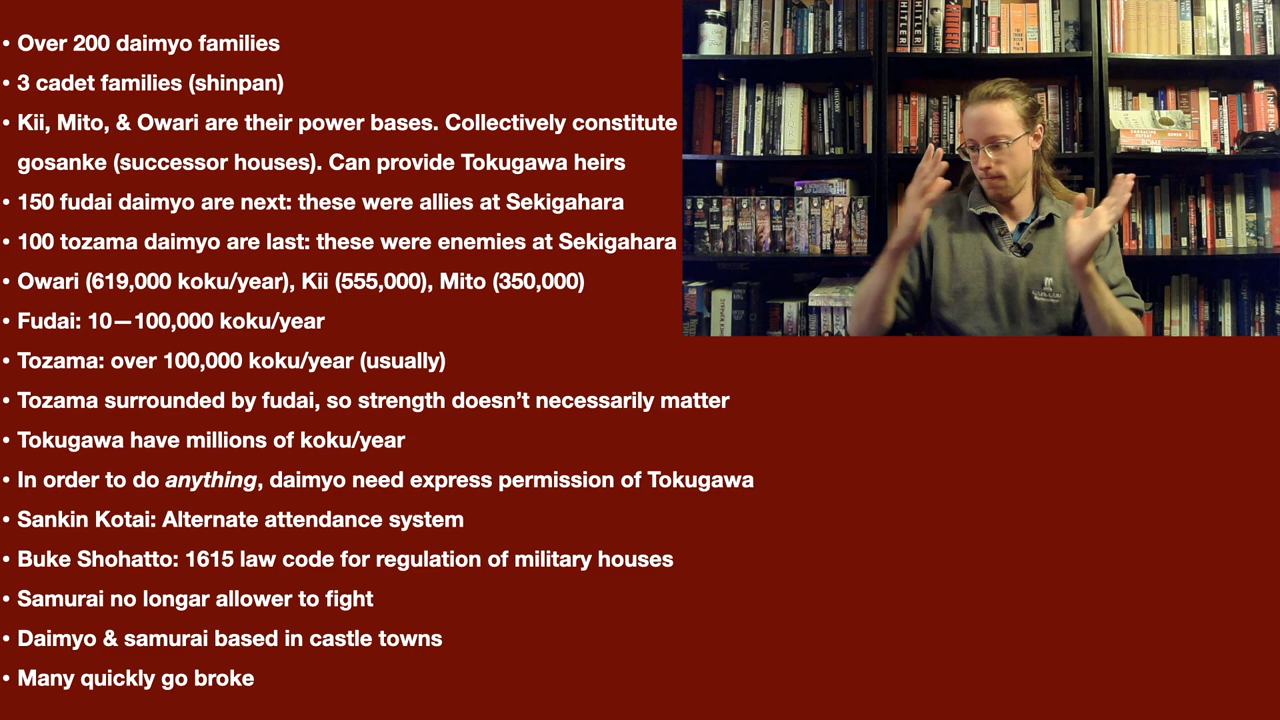 • Over 200 daimyo families
• 3 cadet families (shinpan)
• Kii, Mito, & Owari are their power bases. Collectively constitute
gosanke (successor houses). Can provide Tokugawa heirs
• 150 fudai daimyo are next: these were allies at Sekigahara
• 100 tozama daimyo are last: these were enemies at Sekigahara
• Owari (619,000 koku/year), Kii (555,000), Mito (350,000)
• Fudai: 10—100,000 koku/year
• Tozama: over 100,000 koku/year (usually)
• Tozama surrounded by fudai, so strength doesn’t necessarily matter
• Tokugawa have millions of koku/year
• In order to do anything, daimyo need express permission of Tokugawa
• Sankin Kotai: Alternate attendance system
• Buke Shohatto: 1615 law code for regulation of military houses
• Samurai no longar allower to fight
• Daimyo & samurai based in castle towns
• Many quickly go broke
HITLER
INFERNO